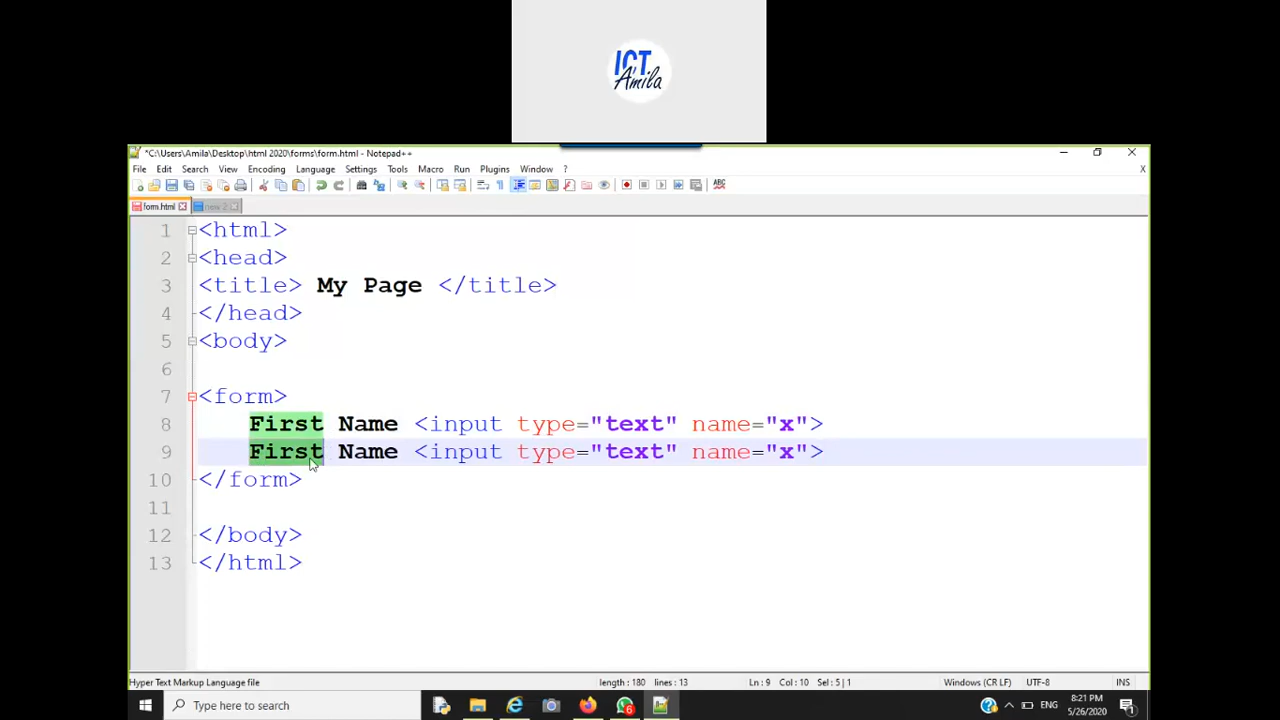 ICT.
Amila
*C:\Users\Amila\Desktop\html 2020\forms\form.html - Notepad++
File Edit Search View Encoding Language Settings Tools Macro Run Plugins Window ? X
form.html new 2
1 <html>
2 <head>
3 <title> My Page </title>
4 </head>
5 <body>
6
7 <form>
8 First Name <input type="text" name="x">
9 First Name <input type="text" name="x">
10 </form>
11
12 </body>
13 </html>
Hyper Text Markup Language file length : 180 lines : 13 Ln : 9 Col : 10 Sel : 5 | 1 Windows (CR LF) UTF-8 INS
Type here to search 6 ENG 8:21 PM
5/26/2020 1